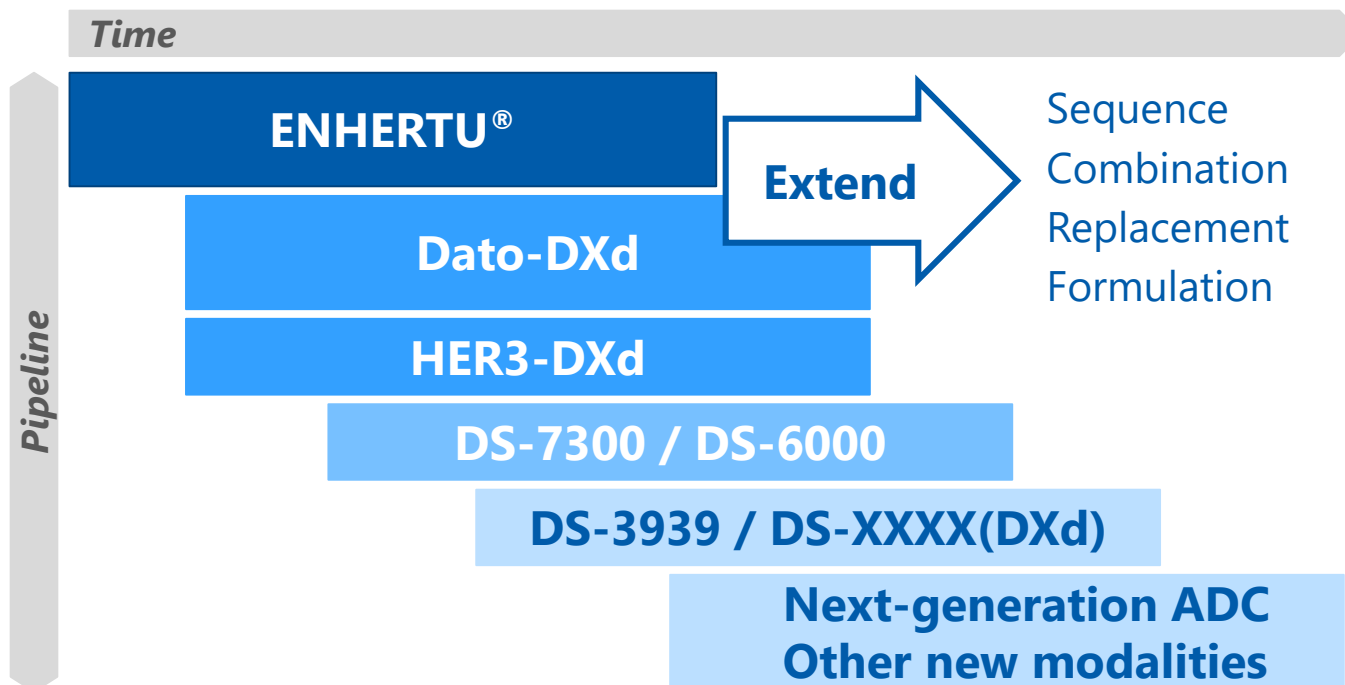 Time
Pipeline
ENHERTU®
Extend
Sequence
Combination
Replacement
Formulation
Dato-DXd
HER3-DXd
DS-7300 / DS-6000
DS-3939 / DS-XXXX(DXd)
Next-generation ADC
Other new modalities